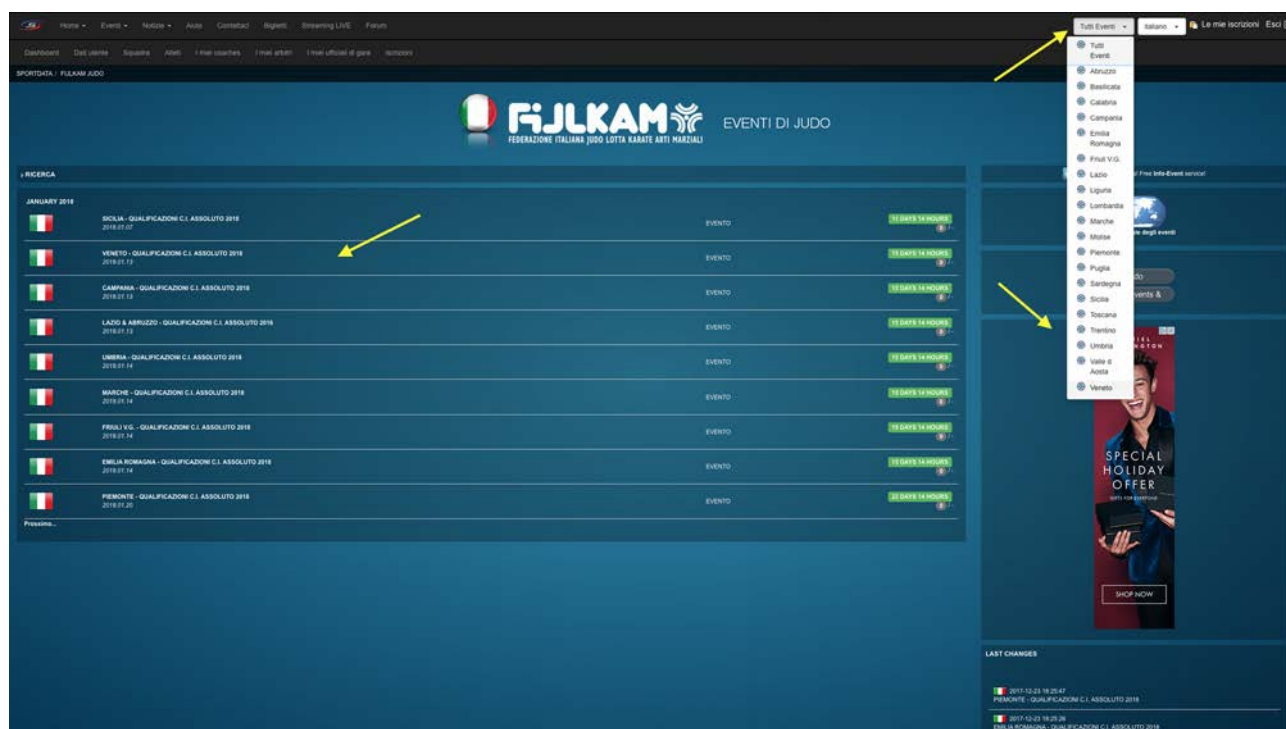 Home Eventi Notizie Aiuto Contattaci Biglietti Streaming LIVE Forum
Tutti Eventi Italiano Le mie iscrizioni Esci
Dashboard Dati utente Squadra Atleti I miei coaches I miei arbitri I miei ufficiali di gara Iscrizioni
SPORTDATA / FIJLKAM JUDO
FIJLKAM EVENTI DI JUDO
FEDERAZIONE ITALIANA JUDO LOTTA KARATE ARTI MARZIALI
› RICERCA
JANUARY 2018
SICILIA - QUALIFICAZIONI C.I. ASSOLUTO 2018
2018.01.07
EVENTO
VENETO - QUALIFICAZIONI C.I. ASSOLUTO 2018
2018.01.13
EVENTO
CAMPANIA - QUALIFICAZIONI C.I. ASSOLUTO 2018
2018.01.13
EVENTO
LAZIO & ABRUZZO - QUALIFICAZIONI C.I. ASSOLUTO 2018
2018.01.13
EVENTO
UMBRIA - QUALIFICAZIONI C.I. ASSOLUTO 2018
2018.01.14
EVENTO
MARCHE - QUALIFICAZIONI C.I. ASSOLUTO 2018
2018.01.14
EVENTO
FRIULI V.G. - QUALIFICAZIONI C.I. ASSOLUTO 2018
2018.01.14
EVENTO
EMILIA ROMAGNA - QUALIFICAZIONI C.I. ASSOLUTO 2018
2018.01.14
EVENTO
PIEMONTE - QUALIFICAZIONI C.I. ASSOLUTO 2018
2018.01.20
EVENTO
Prossimo...
Tutti
Eventi
Abruzzo
Basilicata
Calabria
Campania
Emilia
Romagna
Friuli V.G.
Lazio
Liguria
Lombardia
Marche
Molise
Piemonte
Puglia
Sardegna
Sicilia
Toscana
Trentino
Umbria
Valle d
Aosta
Veneto
Free Info-Event service!
degli eventi
SPECIAL
HOLIDAY
OFFER
GIFTS FOR EVERYONE
SHOP NOW
LAST CHANGES
2017-12-23 18:25:47
PIEMONTE - QUALIFICAZIONI C.I. ASSOLUTO 2018
2017-12-23 18:25:26
EMILIA ROMAGNA - QUALIFICAZIONI C.I. ASSOLUTO 2018